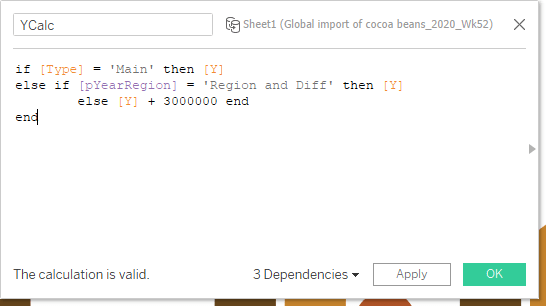 YCalc
Sheet1 (Global import of cocoa beans_2020_Wk52)
if [Type] = 'Main' then [Y]
else if [pYearRegion] = 'Region and Diff' then [Y]
else [Y] + 3000000 end
end
The calculation is valid.
3 Dependencies
Apply
OK